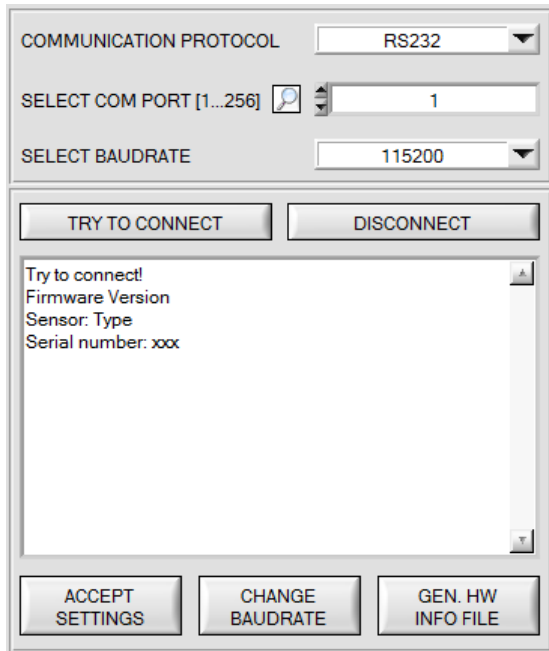 COMMUNICATION PROTOCOL RS232
SELECT COM PORT [1...256] 1
SELECT BAUDRATE 115200
TRY TO CONNECT DISCONNECT
Try to connect!
Firmware Version
Sensor: Type
Serial number: xxx
ACCEPT SETTINGS
CHANGE BAUDRATE
GEN. HW INFO FILE